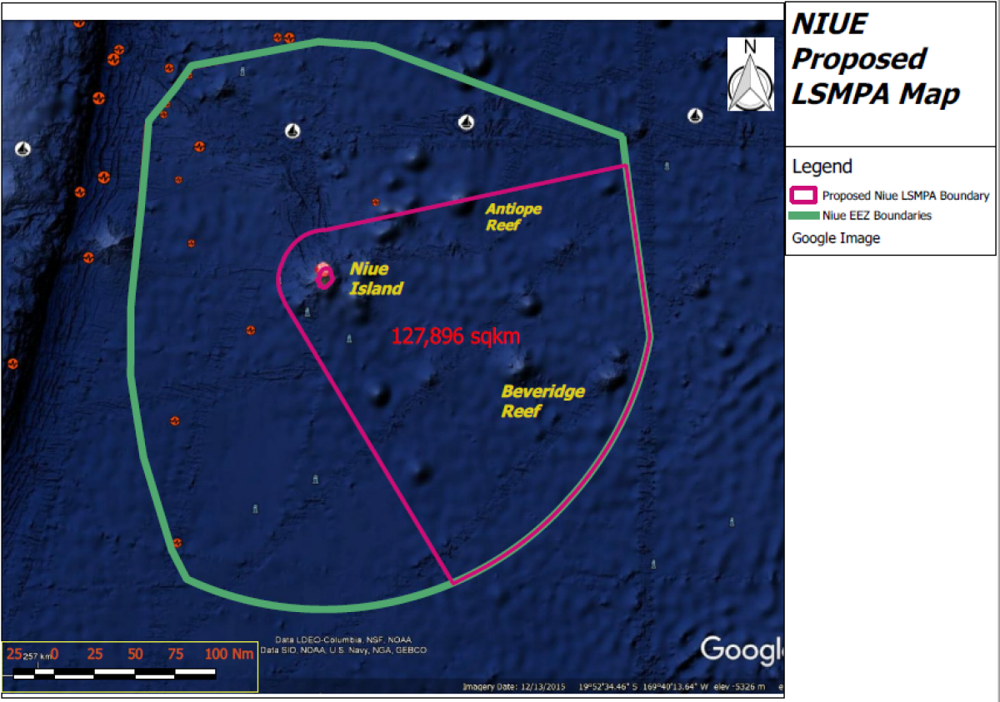 NIUE
Proposed
LSMPA Map
N
Legend
Proposed Niue LSMPA Boundary
Niue EEZ Boundaries
Google Image
Antiope
Reef
Niue
Island
127,896 sqkm
Beveridge
Reef
25 257 km 0 25 50 75 100 Nm
Data LDEO-Columbia, NSF, NOAA
Data SIO, NOAA, U.S. Navy, NGA, GEBCO
Googl
Imagery Date: 12/13/2015 19°52'34.46" S 169°40'13.64" W elev -5326 m e